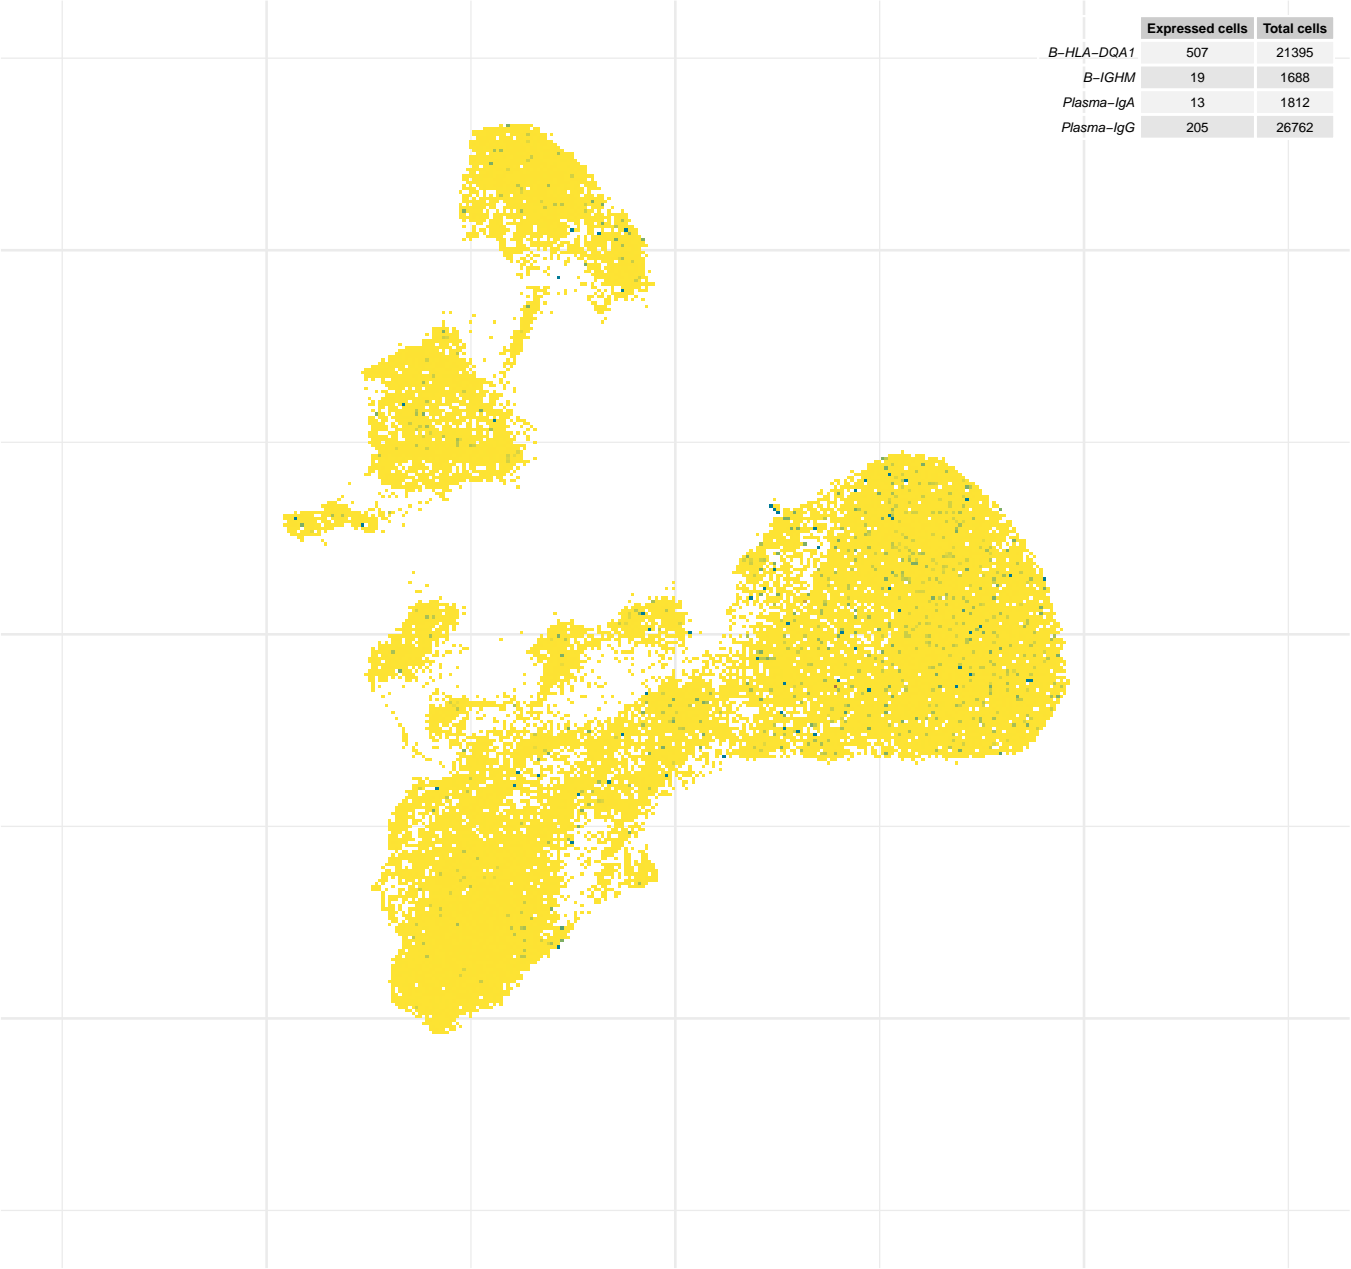 Expressed cells Total cells
B−HLA−DQA1 507 21395
B−IGHM 19 1688
Plasma−IgA 13 1812
Plasma−IgG 205 26762